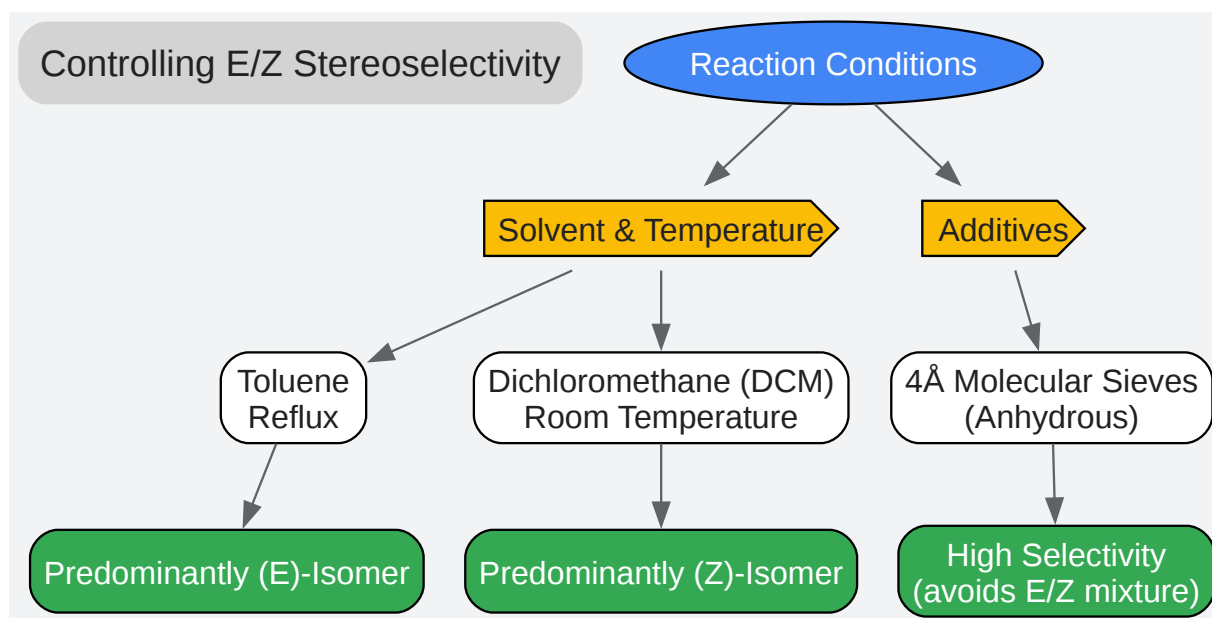 Controlling E/Z Stereoselectivity
Reaction Conditions
Solvent & Temperature
Additives
Toluene
Reflux
Dichloromethane (DCM)
Room Temperature
4Å Molecular Sieves
(Anhydrous)
Predominantly (E)-Isomer
Predominantly (Z)-Isomer
High Selectivity
(avoids E/Z mixture)